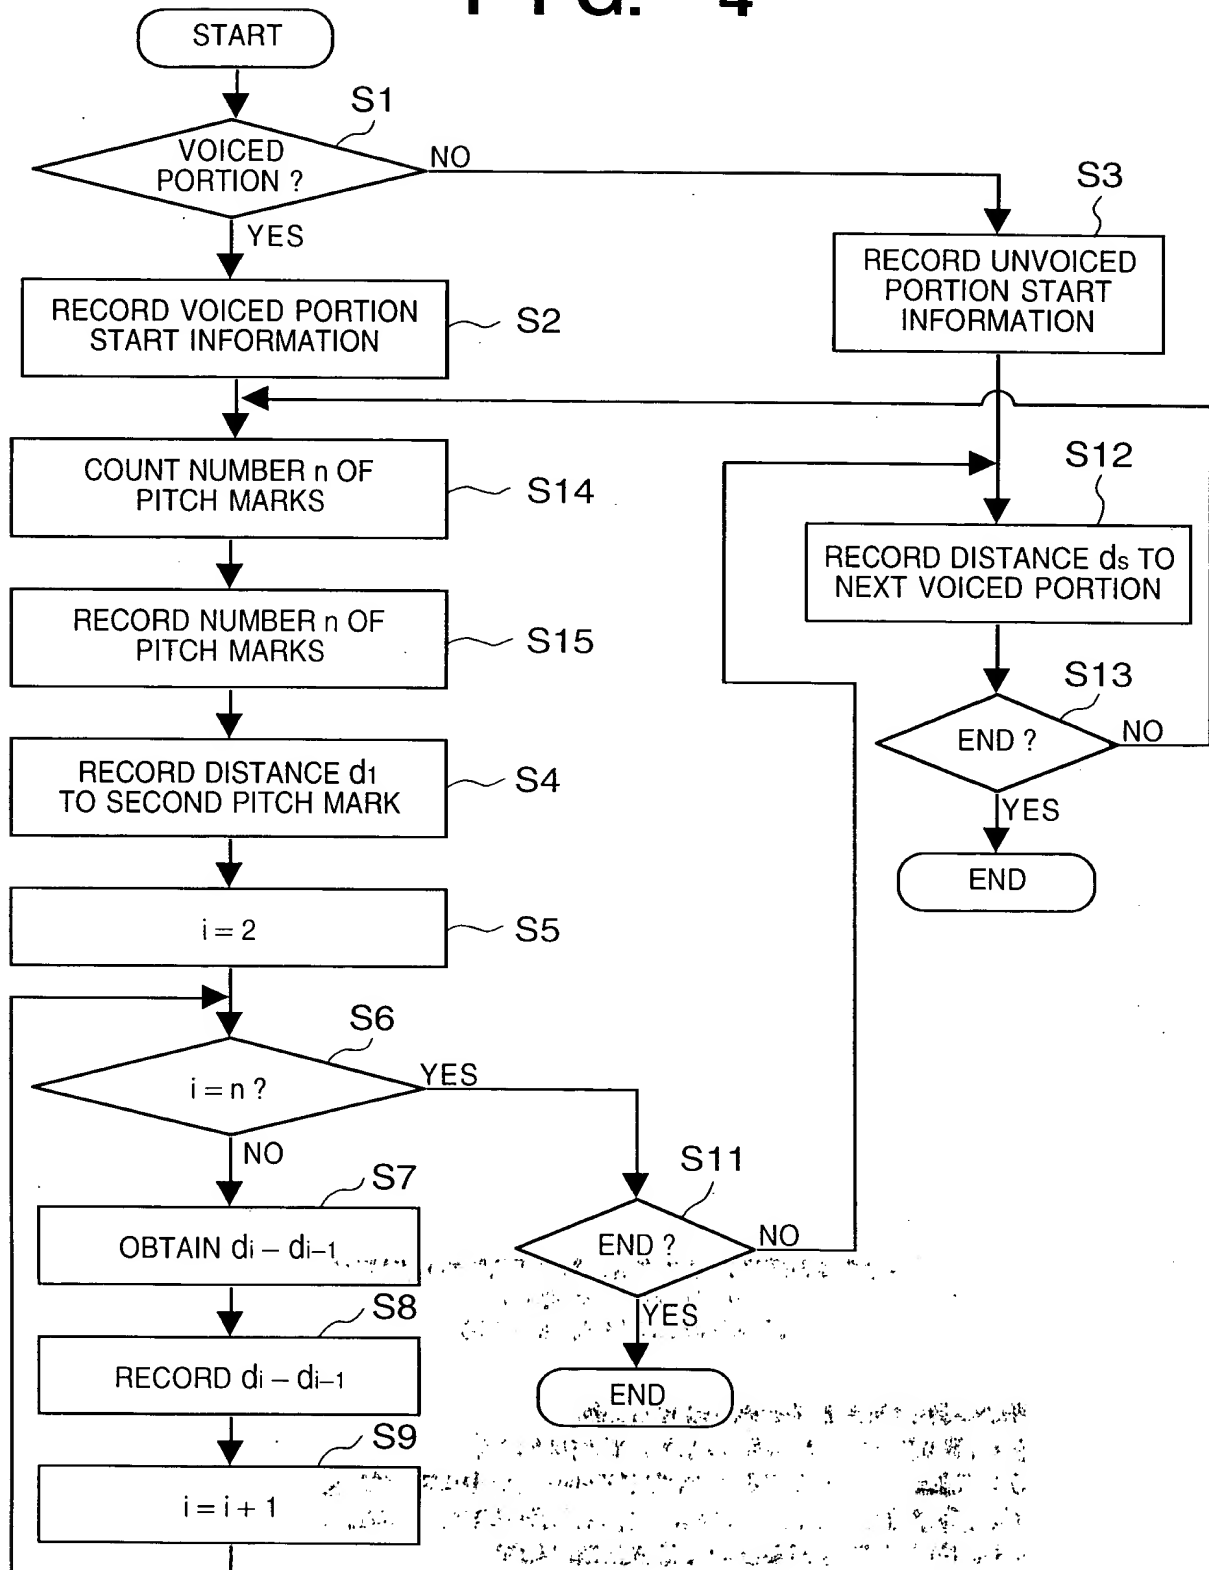 FIG. 4
START
S1
VOICED
PORTION ?
NO
YES
S3
RECORD UNVOICED
PORTION START
INFORMATION
RECORD VOICED PORTION
START INFORMATION
S2
COUNT NUMBER n OF
PITCH MARKS
S14
S12
RECORD DISTANCE ds TO
NEXT VOICED PORTION
RECORD NUMBER n OF
PITCH MARKS
S15
S13
END ?
NO
YES
END
RECORD DISTANCE d1
TO SECOND PITCH MARK
S4
i = 2
S5
S6
i = n ?
YES
NO
S7
OBTAIN di – di–1
S11
END ?
NO
YES
END
S8
RECORD di – di–1
S9
i = i + 1